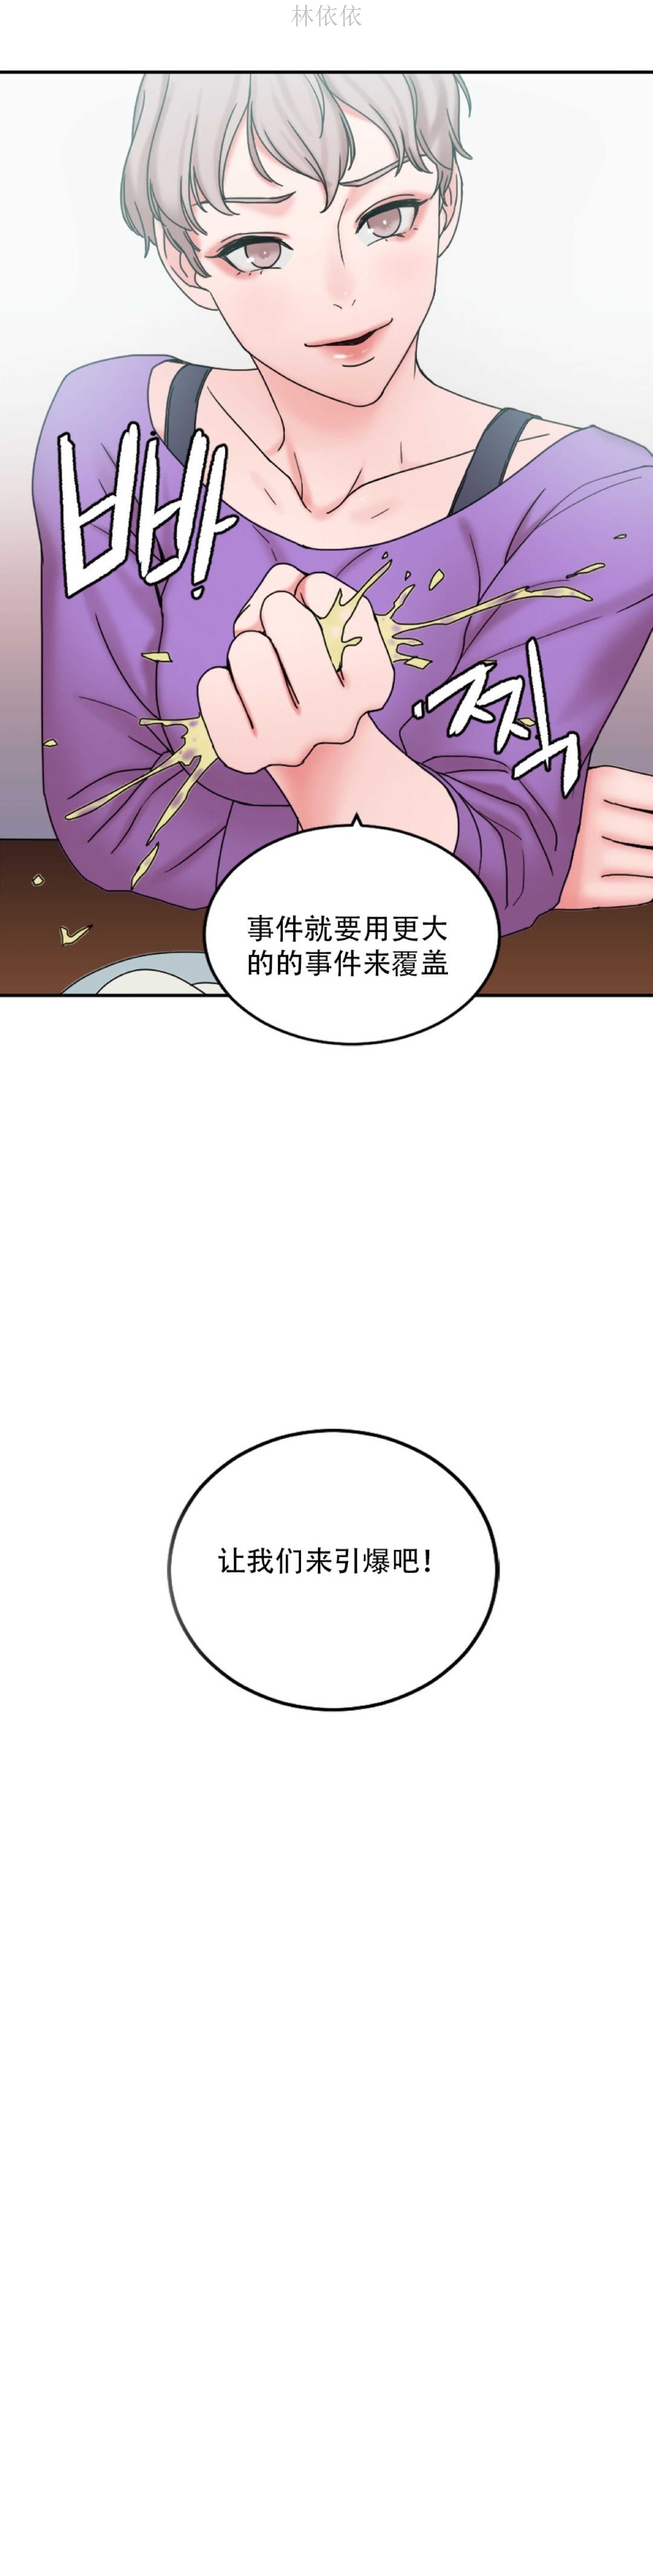 林依依
빠
직
事件就要用更大
的的事件来覆盖
让我们来引爆吧！